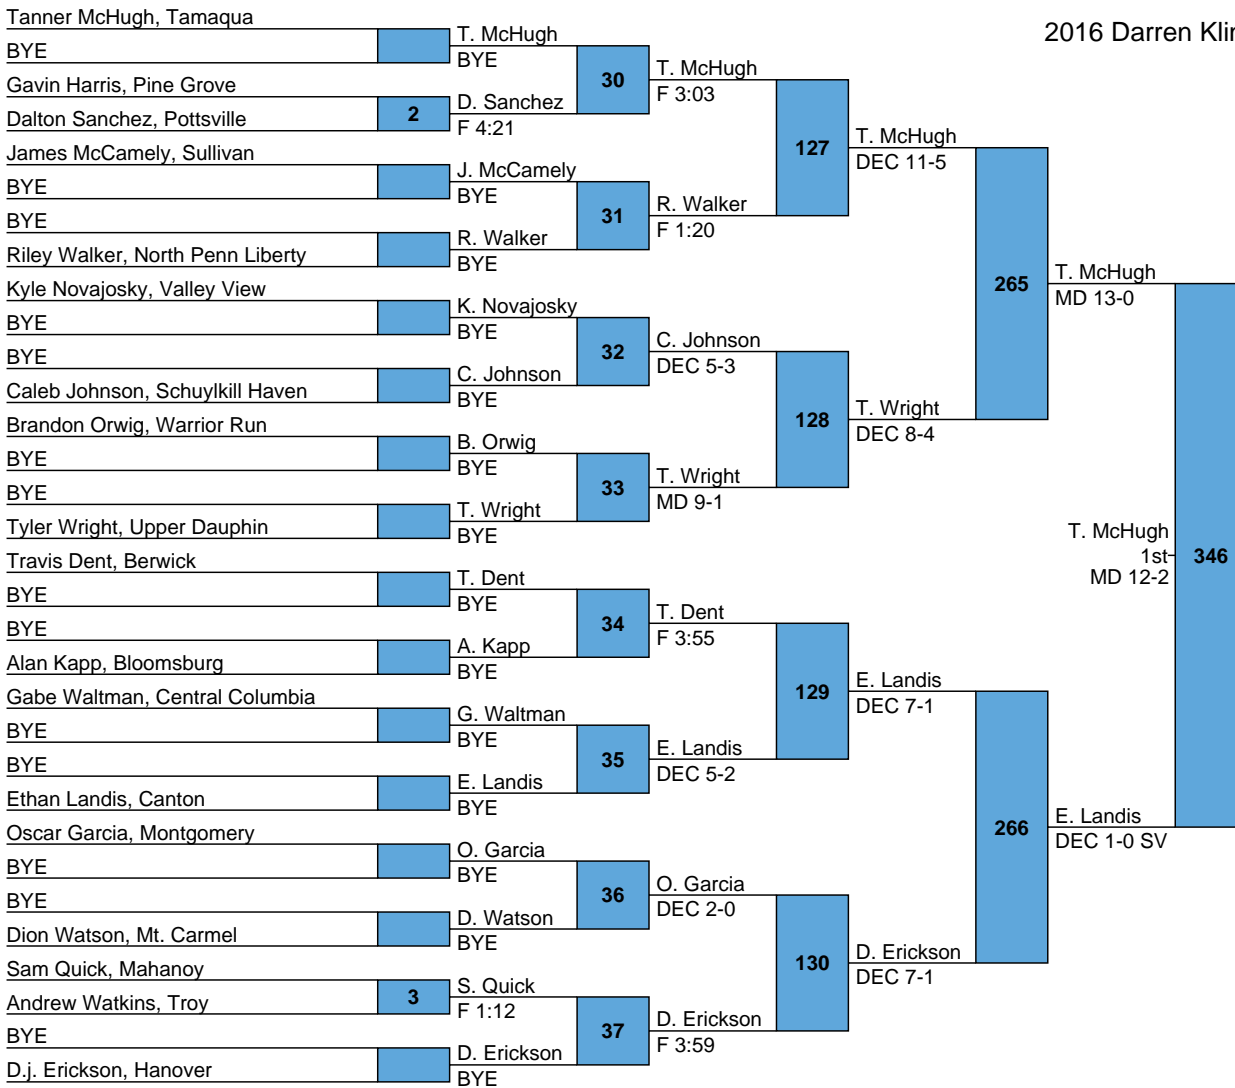 Tanner McHugh, Tamaqua
BYE
Gavin Harris, Pine Grove
Dalton Sanchez, Pottsville
James McCamely, Sullivan
BYE
BYE
Riley Walker, North Penn Liberty
Kyle Novajosky, Valley View
BYE
BYE
Caleb Johnson, Schuylkill Haven
Brandon Orwig, Warrior Run
BYE
BYE
Tyler Wright, Upper Dauphin
Travis Dent, Berwick
BYE
BYE
Alan Kapp, Bloomsburg
Gabe Waltman, Central Columbia
BYE
BYE
Ethan Landis, Canton
Oscar Garcia, Montgomery
BYE
BYE
Dion Watson, Mt. Carmel
Sam Quick, Mahanoy
Andrew Watkins, Troy
BYE
D.j. Erickson, Hanover
2
3
T. McHugh
BYE
D. Sanchez
F 4:21
J. McCamely
BYE
R. Walker
BYE
K. Novajosky
BYE
C. Johnson
BYE
B. Orwig
BYE
T. Wright
BYE
T. Dent
BYE
A. Kapp
BYE
G. Waltman
BYE
E. Landis
BYE
O. Garcia
BYE
D. Watson
BYE
S. Quick
F 1:12
D. Erickson
BYE
30
31
32
33
34
35
36
37
T. McHugh
F 3:03
R. Walker
F 1:20
C. Johnson
DEC 5-3
T. Wright
MD 9-1
T. Dent
F 3:55
E. Landis
DEC 5-2
O. Garcia
DEC 2-0
D. Erickson
F 3:59
127
128
129
130
T. McHugh
DEC 11-5
T. Wright
DEC 8-4
E. Landis
DEC 7-1
D. Erickson
DEC 7-1
265
266
2016 Darren Klin
T. McHugh
MD 13-0
E. Landis
DEC 1-0 SV
T. McHugh
1st
MD 12-2
346